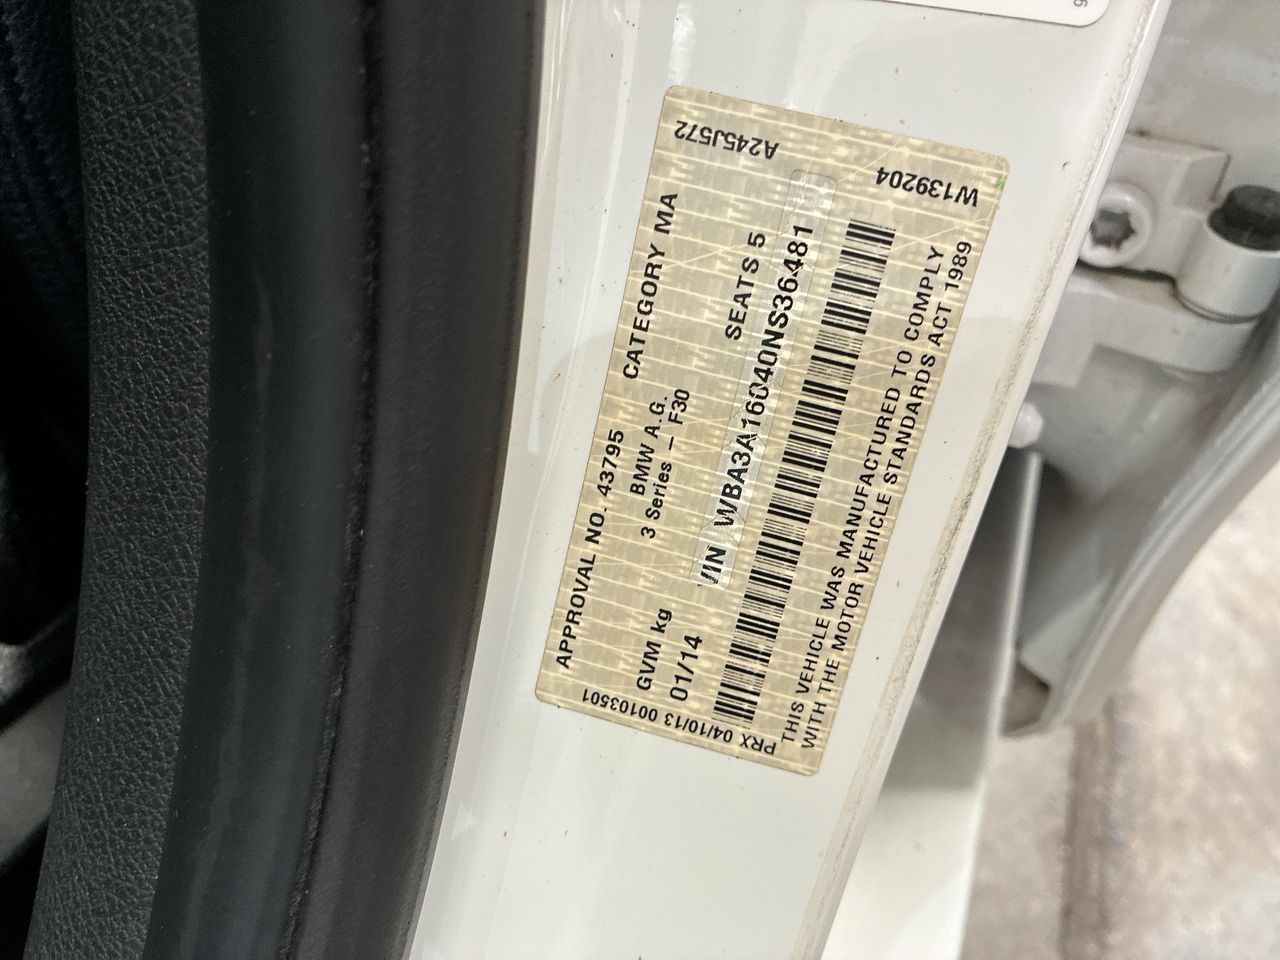 APPROVAL NO. 43795 CATEGORY MA
BMW A.G.
3 Series – F30
GVM kg SEATS 5
01/14 VIN WBA3A16040NS36481
THIS VEHICLE WAS MANUFACTURED TO COMPLY
WITH THE MOTOR VEHICLE STANDARDS ACT 1989
A245J572
W139204
PRX 04/10/13 00103501